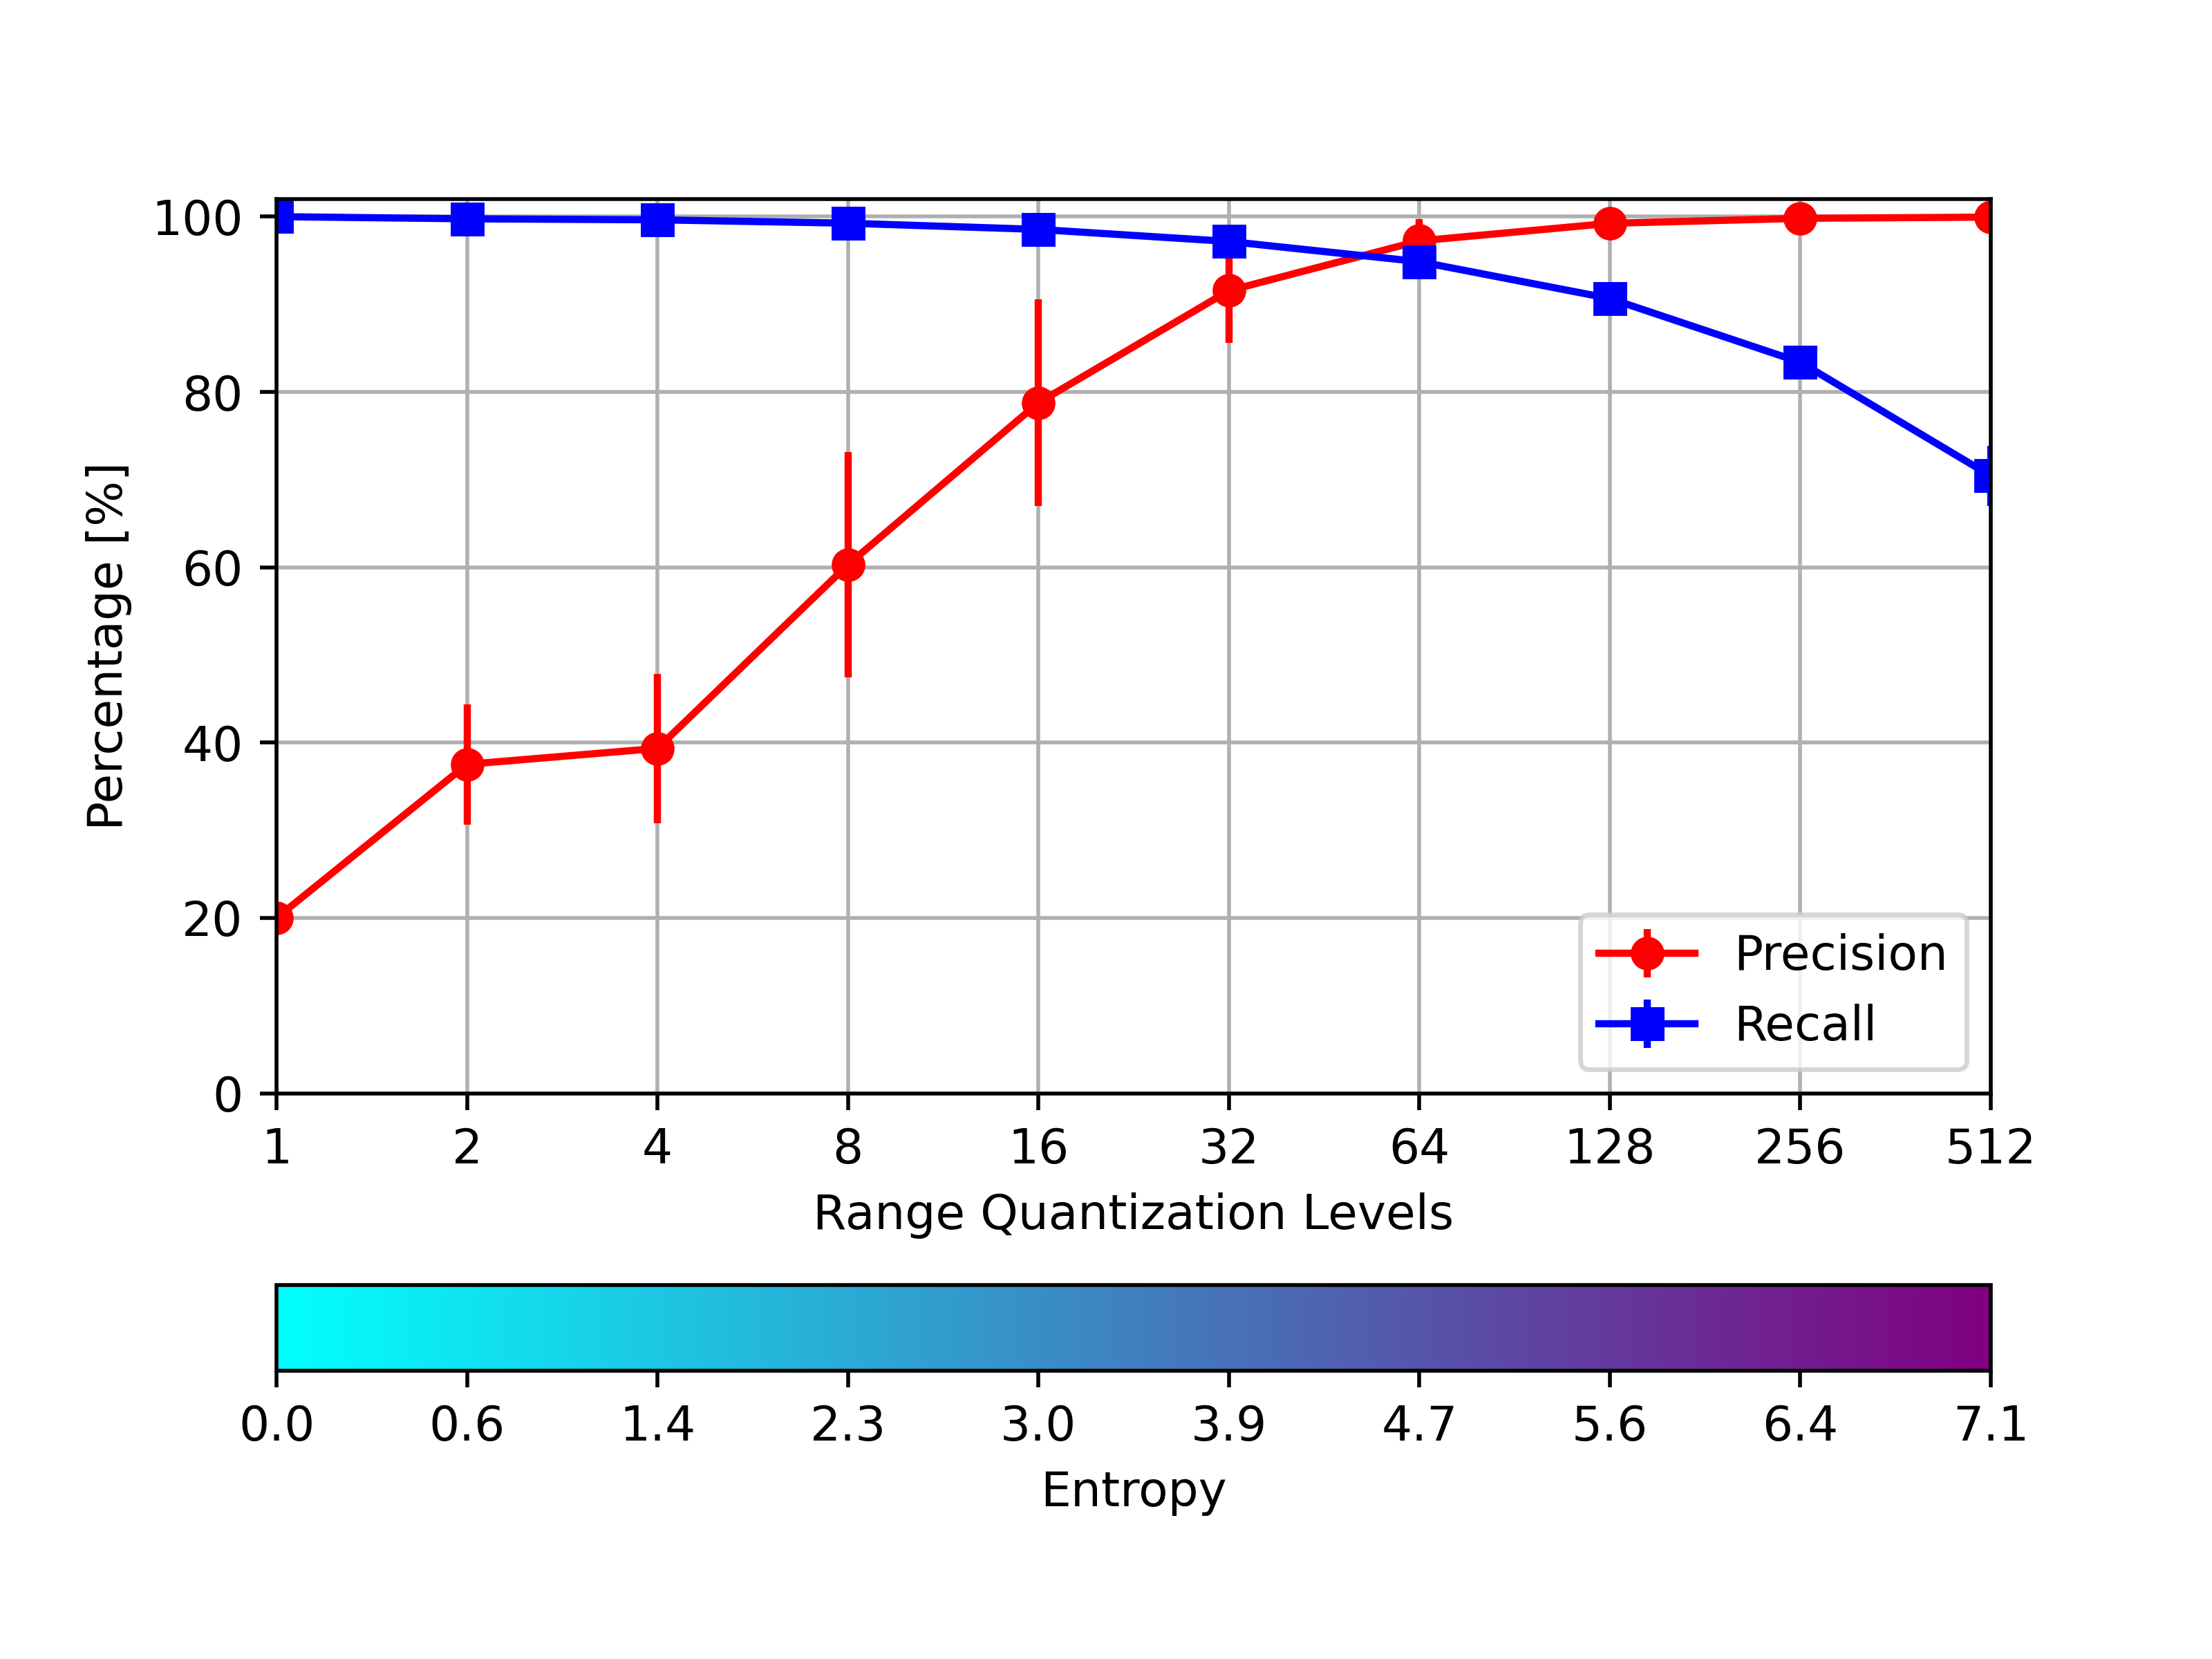 100
80
60
40
20
0
Percentage [%]
Precision
Recall
1 2 4 8 16 32 64 128 256 512
Range Quantization Levels
0.0 0.6 1.4 2.3 3.0 3.9 4.7 5.6 6.4 7.1
Entropy